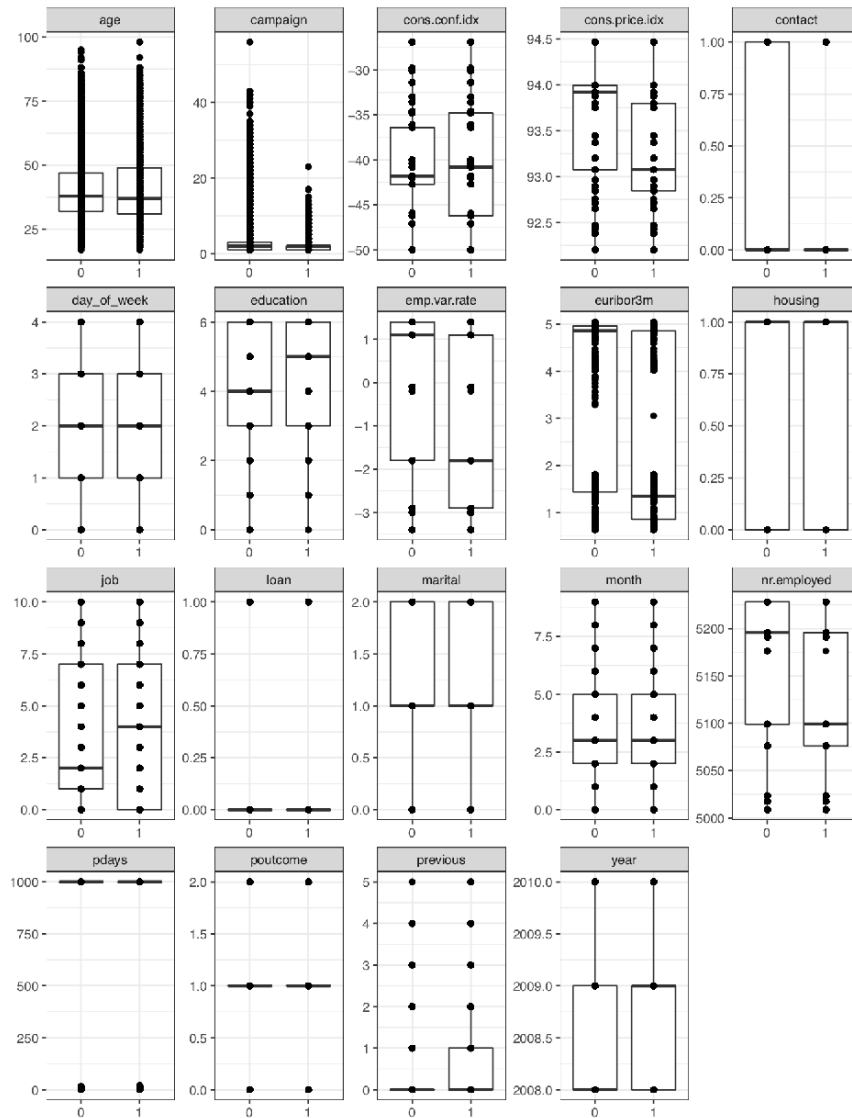 age campaign cons.conf.idx cons.price.idx contact
100 75 50 25 0 1
40 20 0 0 1
−30 −35 −40 −45 −50 0 1
94.5 94.0 93.5 93.0 92.5 0 1
1.00 0.75 0.50 0.25 0.00 0 1
day_of_week education emp.var.rate euribor3m housing
4 3 2 1 0 0 1
6 4 2 0 0 1
1 0 −1 −2 −3 0 1
5 4 3 2 1 0 1
1.00 0.75 0.50 0.25 0.00 0 1
job loan marital month nr.employed
10.0 7.5 5.0 2.5 0.0 0 1
1.00 0.75 0.50 0.25 0.00 0 1
2.0 1.5 1.0 0.5 0.0 0 1
7.5 5.0 2.5 0.0 0 1
5200 5150 5100 5050 5000 0 1
pdays poutcome previous year
1000 750 500 250 0 0 1
2.0 1.5 1.0 0.5 0.0 0 1
5 4 3 2 1 0 0 1
2010.0 2009.5 2009.0 2008.5 2008.0 0 1